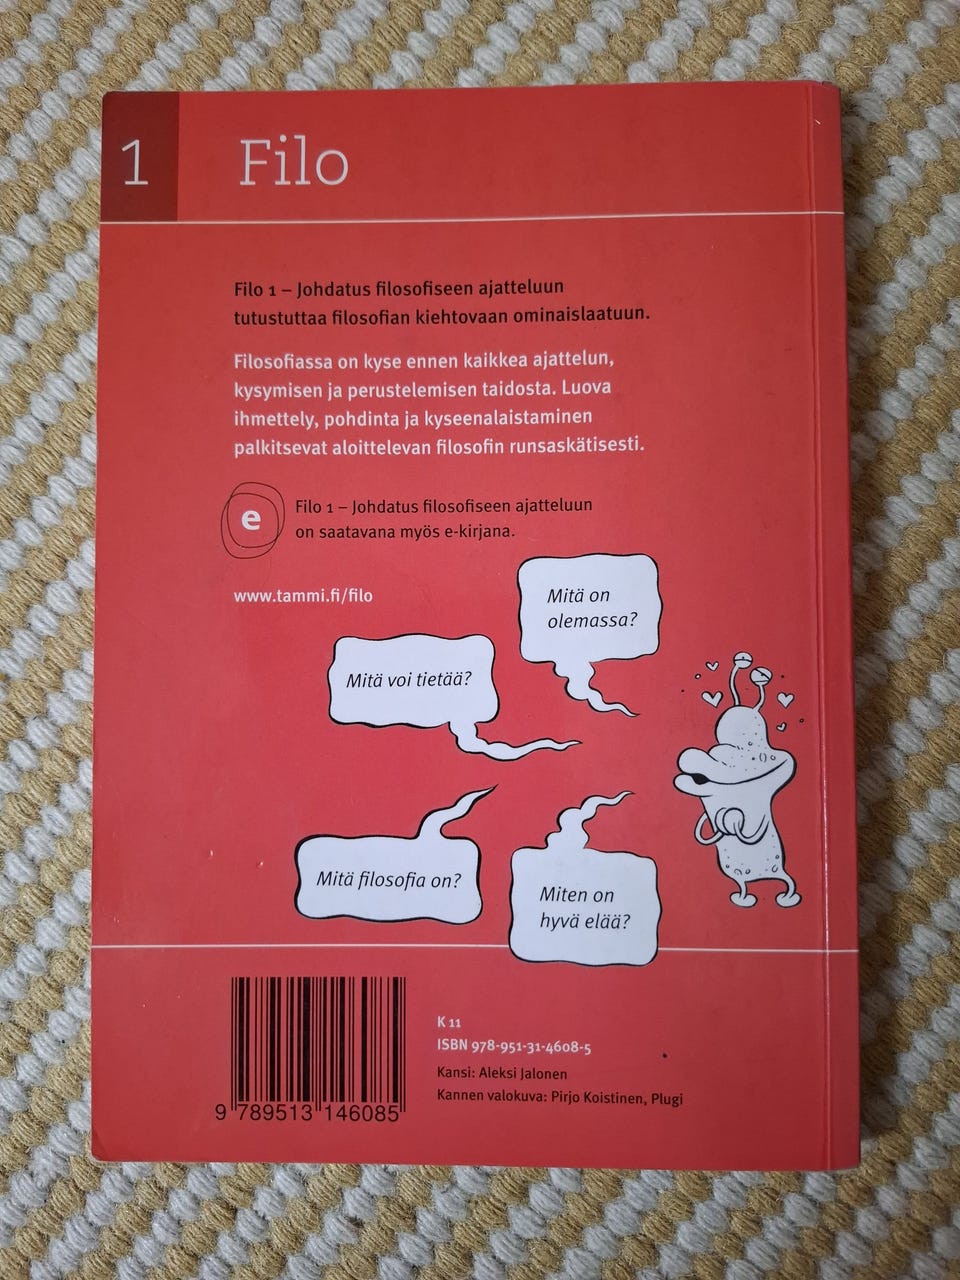 1 Filo
Filo 1 – Johdatus filosofiseen ajatteluun
tutustuttaa filosofian kiehtovaan ominaislaatuun.
Filosofiassa on kyse ennen kaikkea ajattelun,
kysymisen ja perustelemisen taidosta. Luova
ihmettely, pohdinta ja kyseenalaistaminen
palkitsevat aloittelevan filosofin runsaskätisesti.
e
Filo 1 – Johdatus filosofiseen ajatteluun
on saatavana myös e-kirjana.
www.tammi.fi/filo
Mitä on
olemassa?
Mitä voi tietää?
Mitä filosofia on?
Miten on
hyvä elää?
K 11
ISBN 978-951-31-4608-5
Kansi: Aleksi Jalonen
Kannen valokuva: Pirjo Koistinen, Plugi
9 789513 146085